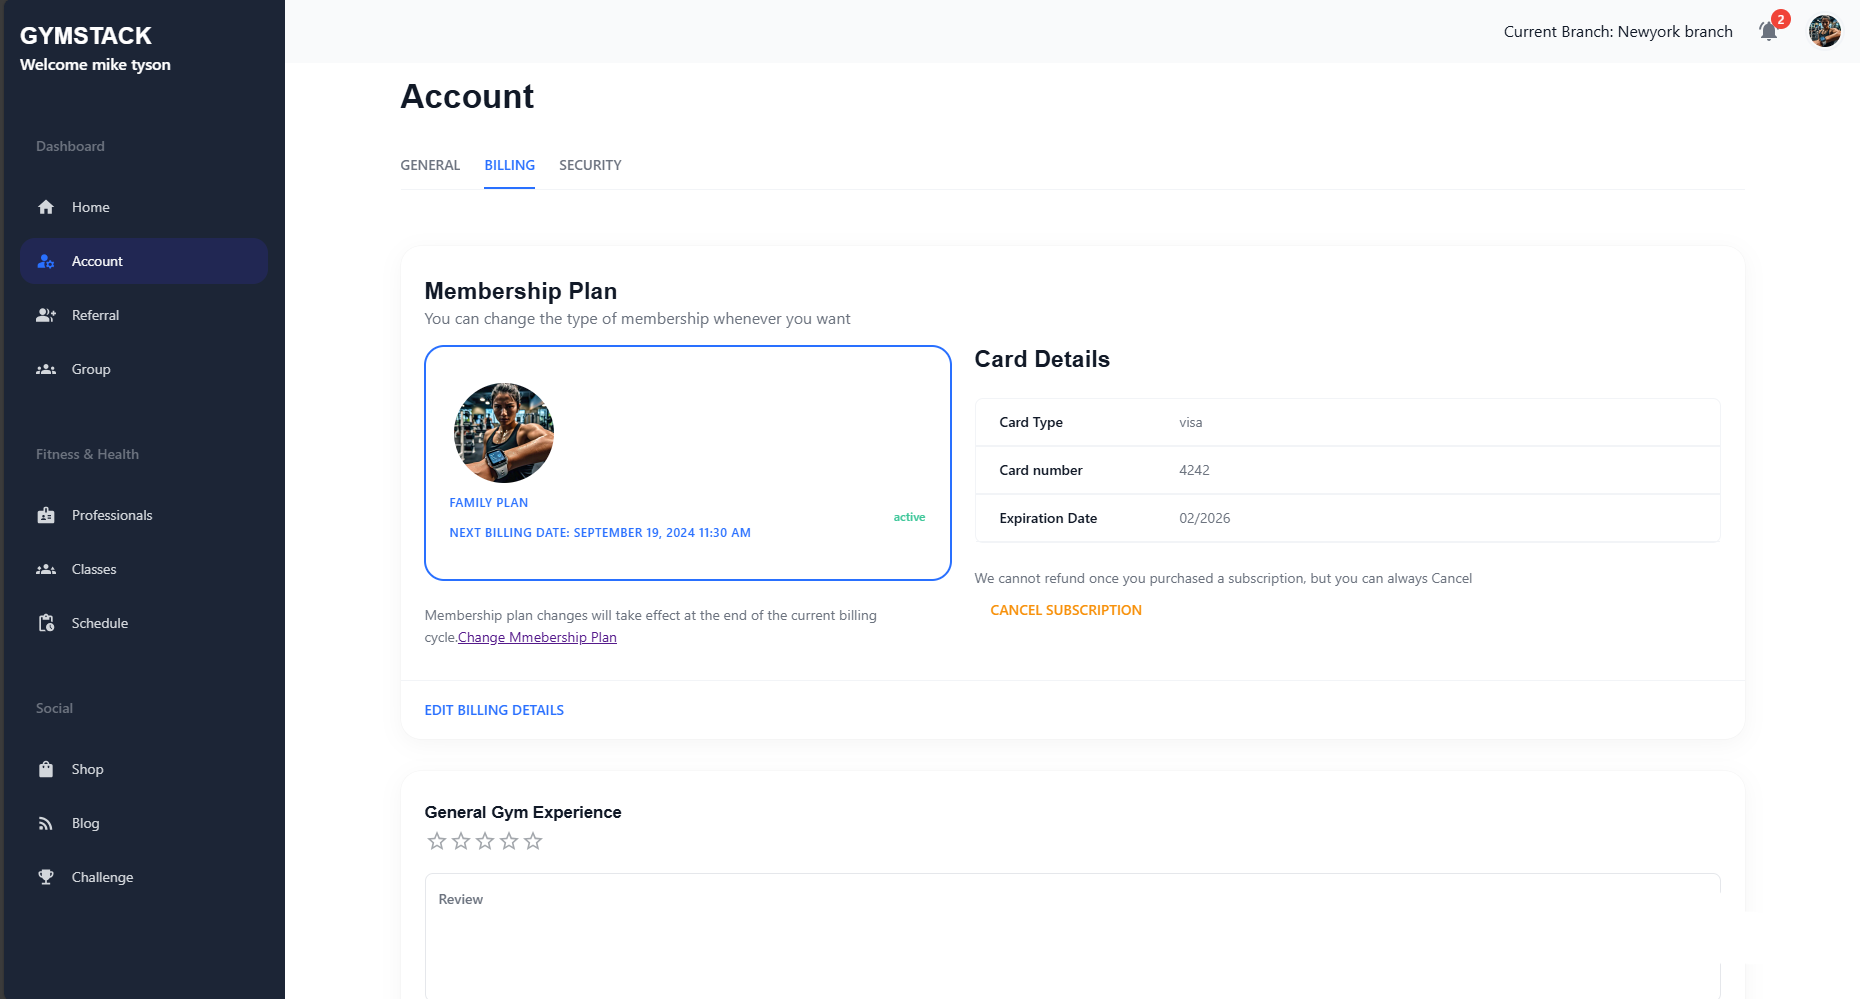 GYMSTACK
Welcome mike tyson
Dashboard
Home
Account
Referral
Group
Fitness & Health
Professionals
Classes
Schedule
Social
Shop
Blog
Challenge
Current Branch: Newyork branch
2
Account
GENERAL
BILLING
SECURITY
Membership Plan
You can change the type of membership whenever you want
FAMILY PLAN
NEXT BILLING DATE: SEPTEMBER 19, 2024 11:30 AM
active
Membership plan changes will take effect at the end of the current billing
cycle.Change Mmebership Plan
Card Details
Card Type visa
Card number 4242
Expiration Date 02/2026
We cannot refund once you purchased a subscription, but you can always Cancel
CANCEL SUBSCRIPTION
EDIT BILLING DETAILS
General Gym Experience
Review